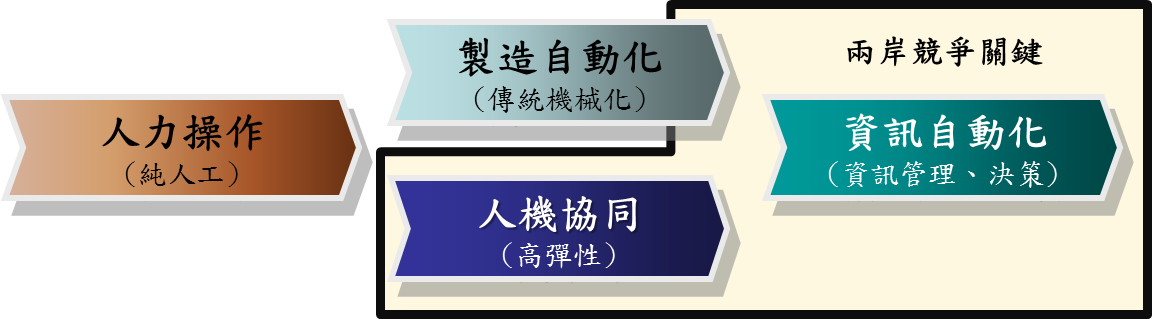 人力操作
（純人工）
製造自動化
（傳統機械化）
人機協同
（高彈性）
兩岸競爭關鍵
資訊自動化
（資訊管理、決策）